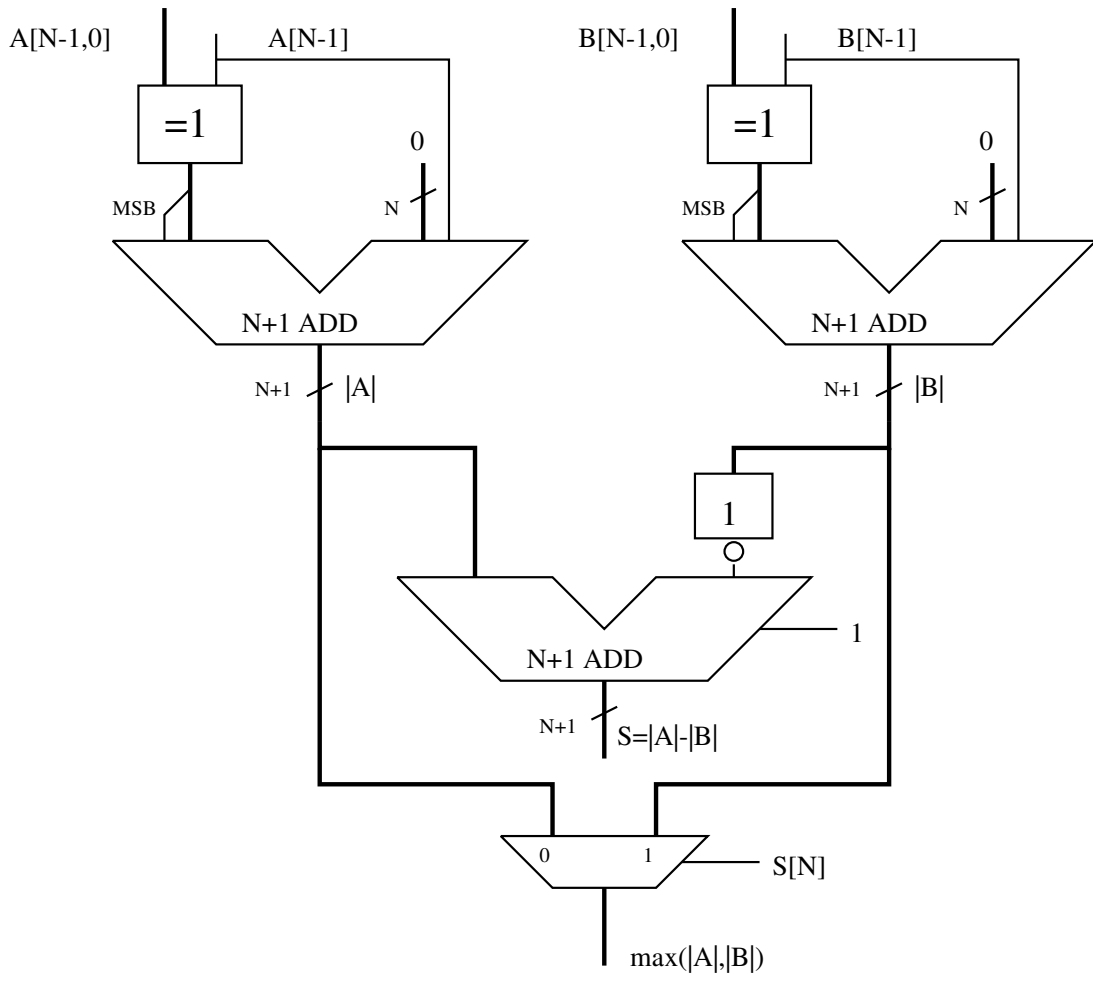 A[N-1,0] A[N-1] B[N-1,0] B[N-1]
=1 =1
0 0
MSB N MSB N
N+1 ADD N+1 ADD
N+1 |A| N+1 |B|
1
1
N+1 ADD
N+1 S=|A|-|B|
0 1 S[N]
max(|A|,|B|)